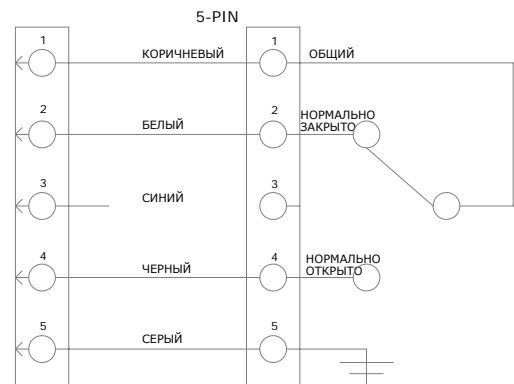 5-PIN
1 КОРИЧНЕВЫЙ 1 ОБЩИЙ
2 БЕЛЫЙ 2 НОРМАЛЬНО
ЗАКРЫТО
3 СИНИЙ 3
4 ЧЕРНЫЙ 4 НОРМАЛЬНО
ОТКРЫТО
5 СЕРЫЙ 5